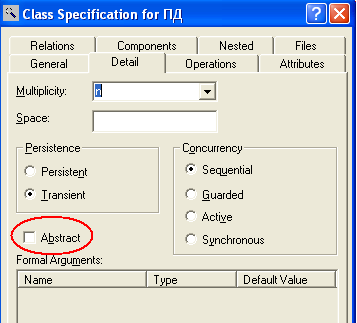 Class Specification for ПД
Relations Components Nested Files
General Detail Operations Attributes
Multiplicity: n
Space:
Persistence Concurrency
Persistent Sequential
Transient Guarded
Active
Abstract Synchronous
Formal Arguments:
Name Type Default Value